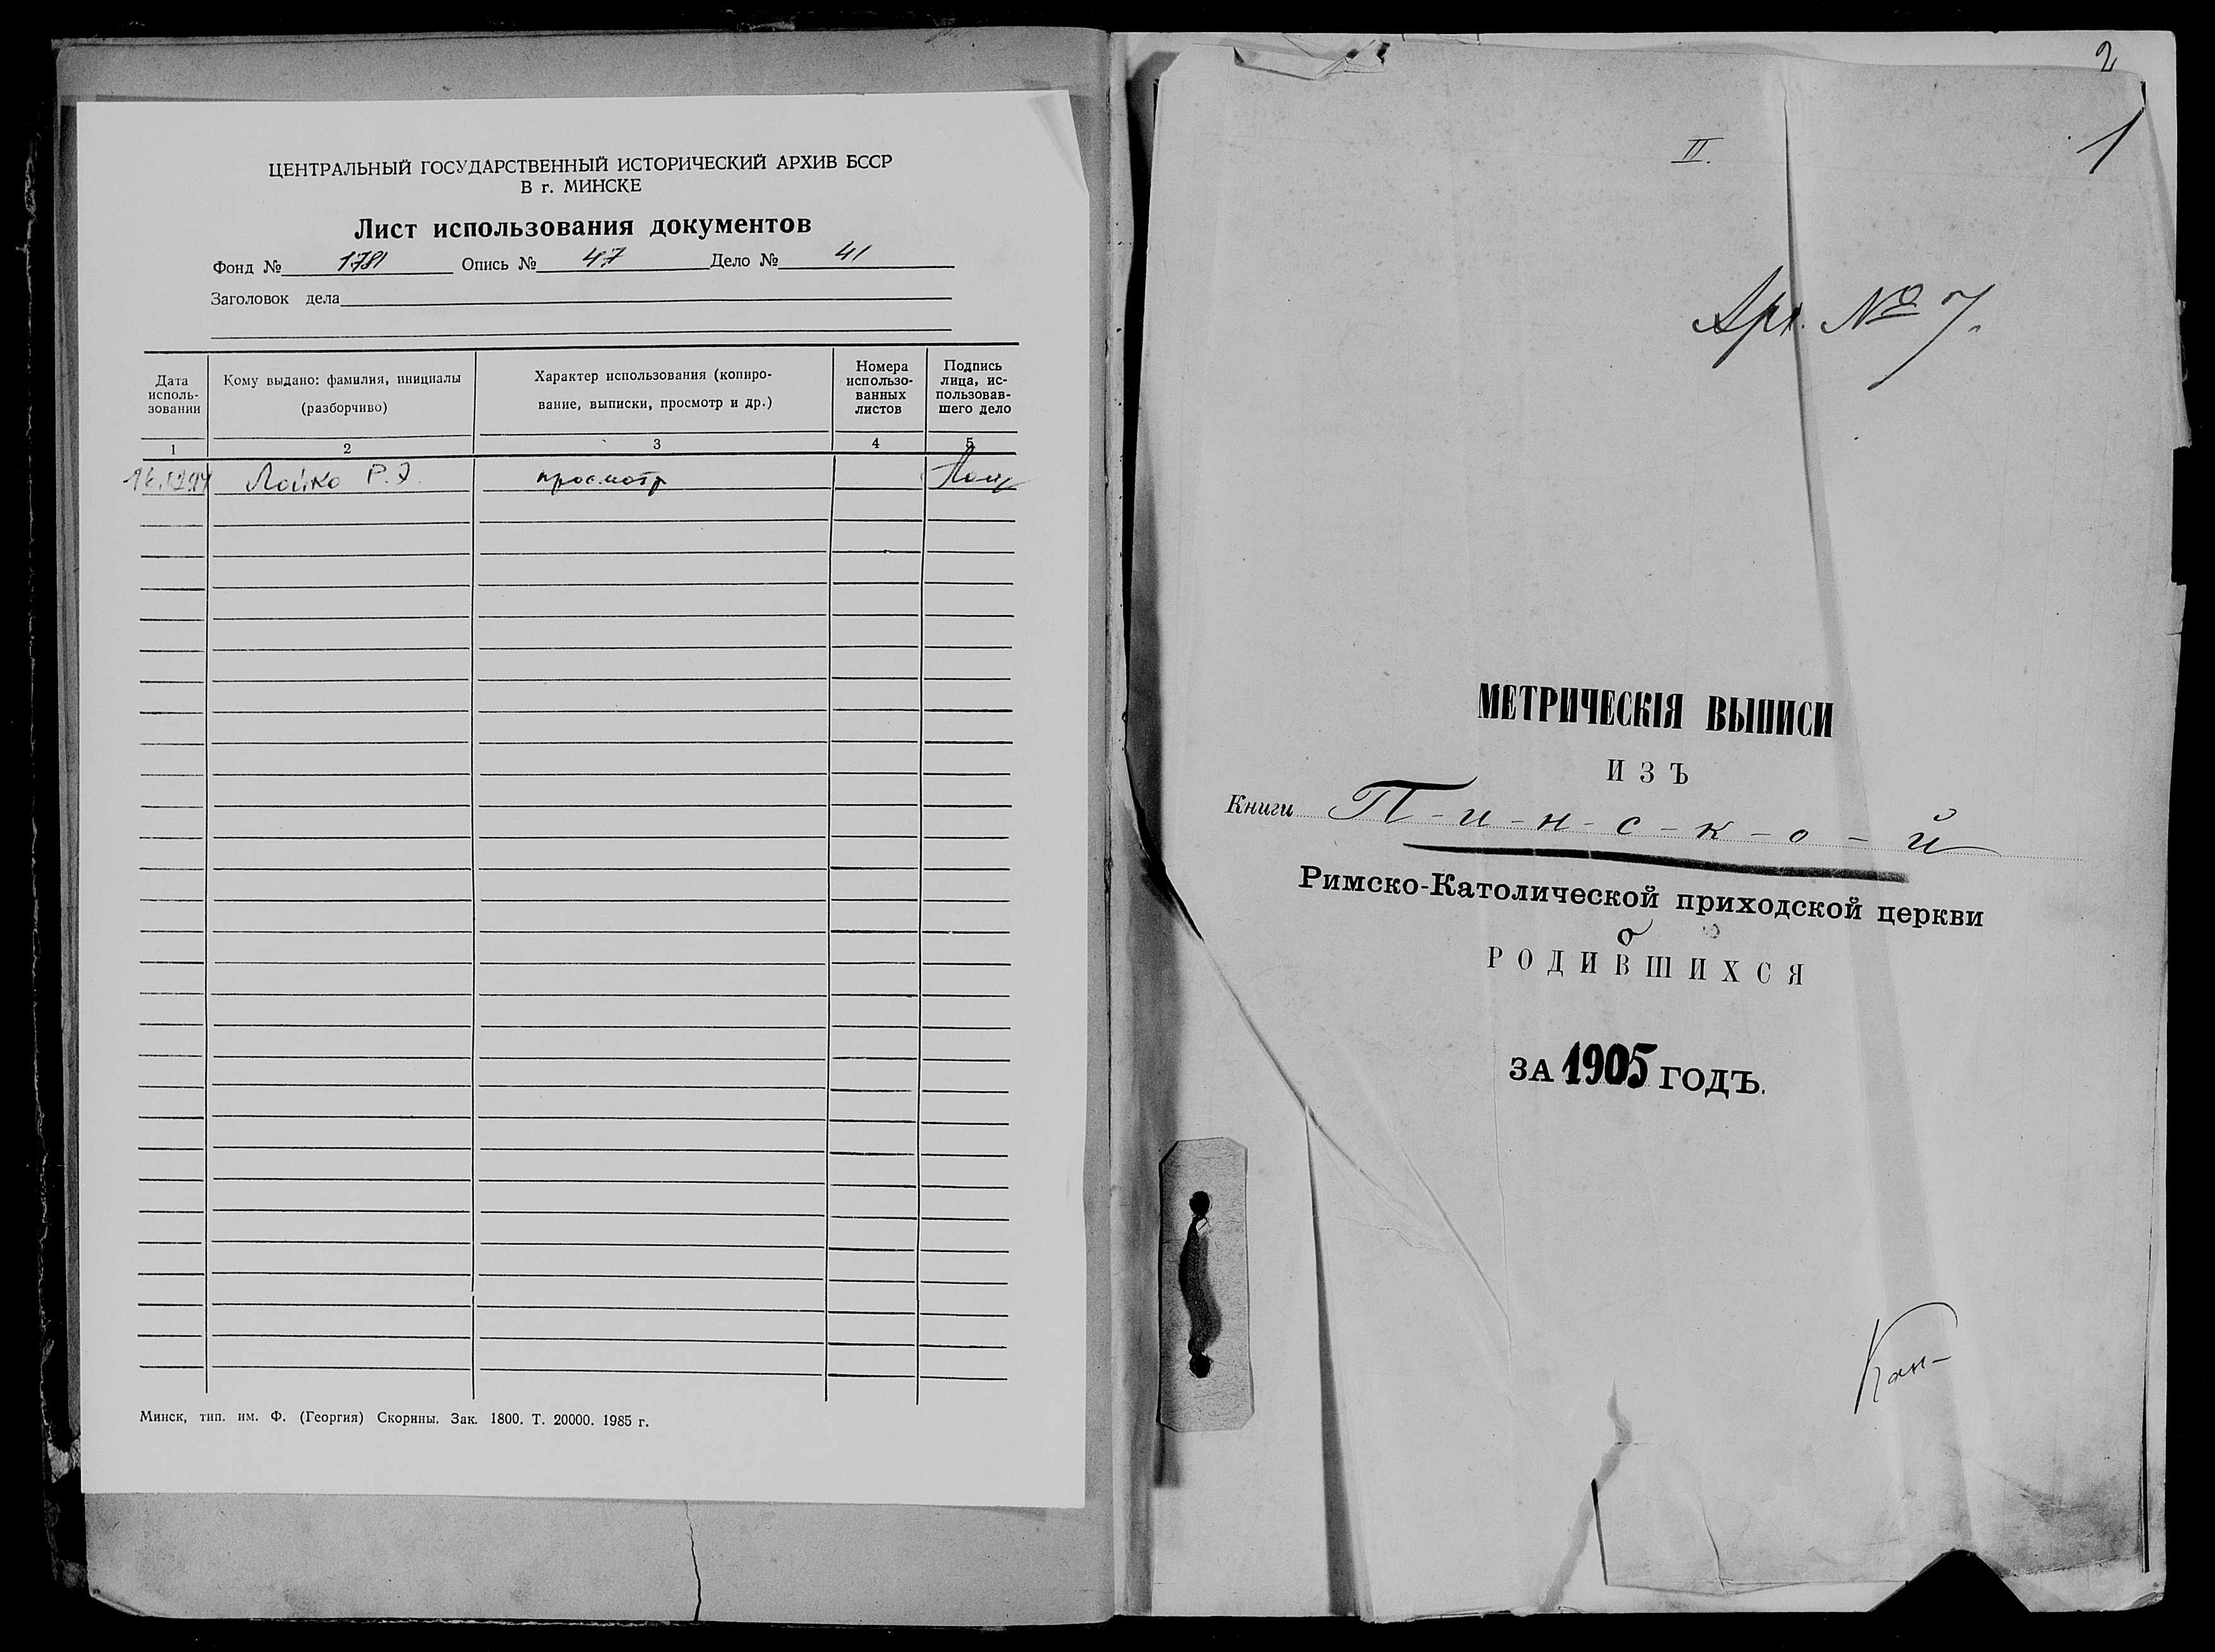 ЦЕНТРАЛЬНЫЙ ГОСУДАРСТВЕННЫЙ ИСТОРИЧЕСКИЙ АРХИВ БССР
В г. МИНСКЕ
Лист использования документов
Фонд № 1781 Опись № 47 Дело № 41
Заголовок дела
Дата исполь-
зовании
Кому выдано: фамилия, инициалы
(разборчиво)
Характер использования (копиро-
вание, выписки, просмотр и др.)
Номера
использо-
ванных
листов
Подпись
лица, ис-
пользовав-
шего дело
1 2 3 4 5
Лойко Р. Э. просмотр
Минск, тип. им. Ф. (Георгия) Скорины. Зак. 1800. Т. 20000. 1985 г.
2
1
II.
Арх. № 7.
МЕТРИЧЕСКІЯ ВЫПИСИ
ИЗЪ
Книги П-и-н-с-к-о-й
Римско-Католической приходской церкви
о
РОДИВШИХСЯ
ЗА 1905 ГОДЪ.